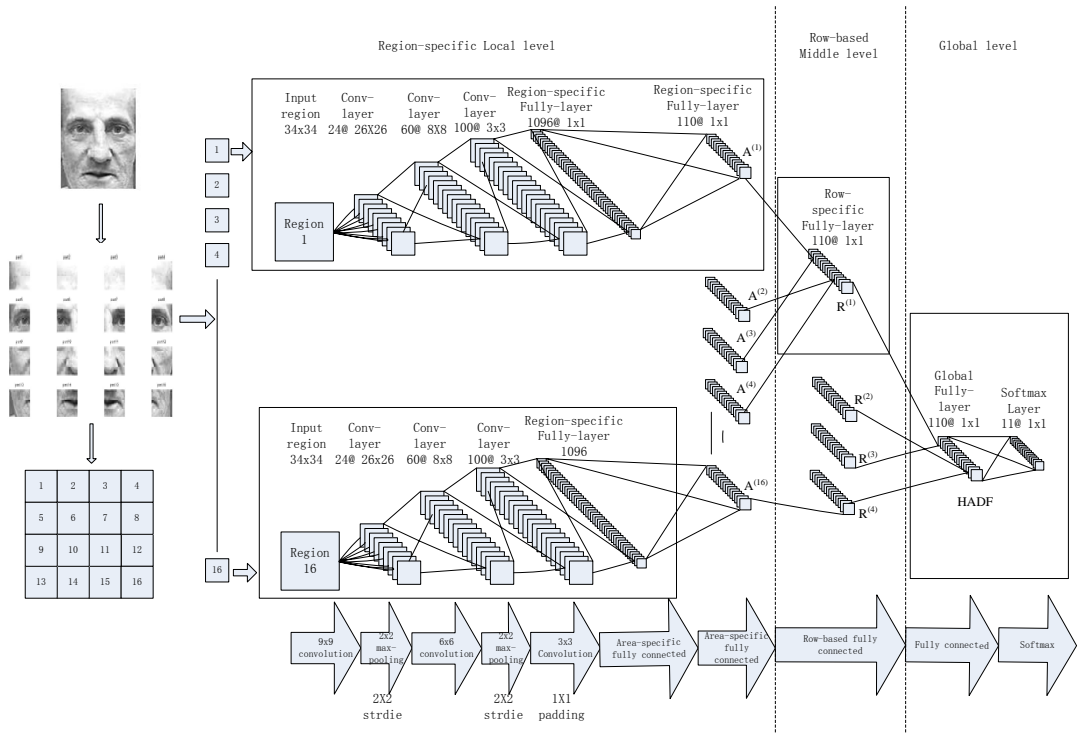 Region-specific Local level
Row-based
Middle level
Global level
Input
region
34x34
Conv-
layer
24@ 26X26
Conv-
layer
60@ 8X8
Conv-
layer
100@ 3x3
Region-specific
Fully-layer
1096@ 1x1
Region-specific
Fully-layer
110@ 1x1
A(1)
Region
1
1
2
3
4
Row-
specific
Fully-layer
110@ 1x1
R(1)
A(2)
A(3)
A(4)
Input
region
34x34
Conv-
layer
24@ 26x26
Conv-
layer
60@ 8x8
Conv-
layer
100@ 3x3
Region-specific
Fully-layer
1096
A(16)
Region
16
16
R(2)
R(3)
R(4)
Global
Fully-
layer
110@ 1x1
Softmax
Layer
11@ 1x1
HADF
1 2 3 4
5 6 7 8
9 10 11 12
13 14 15 16
9x9
convolution
2x2
max-
pooling
6x6
convolution
2x2
max-
pooling
3x3
Convolution
Area-specific
fully connected
Area-specific
fully
connected
Row-based fully
connected
Fully connected
Softmax
2X2
strdie
2X2
strdie
1X1
padding